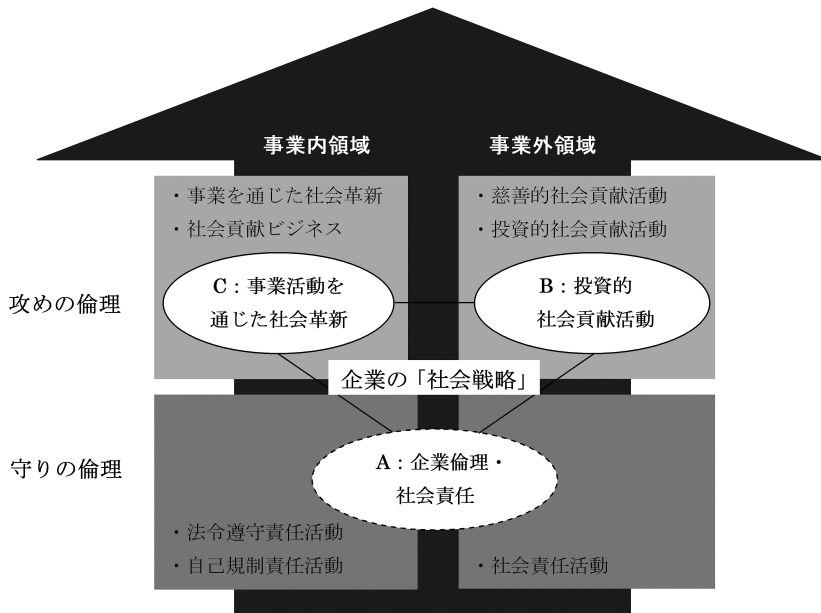 事業内領域
事業外領域
・事業を通じた社会革新
・社会貢献ビジネス
・慈善的社会貢献活動
・投資的社会貢献活動
攻めの倫理
C：事業活動を
通じた社会革新
B：投資的
社会貢献活動
企業の「社会戦略」
守りの倫理
A：企業倫理・
社会責任
・法令遵守責任活動
・自己規制責任活動
・社会責任活動